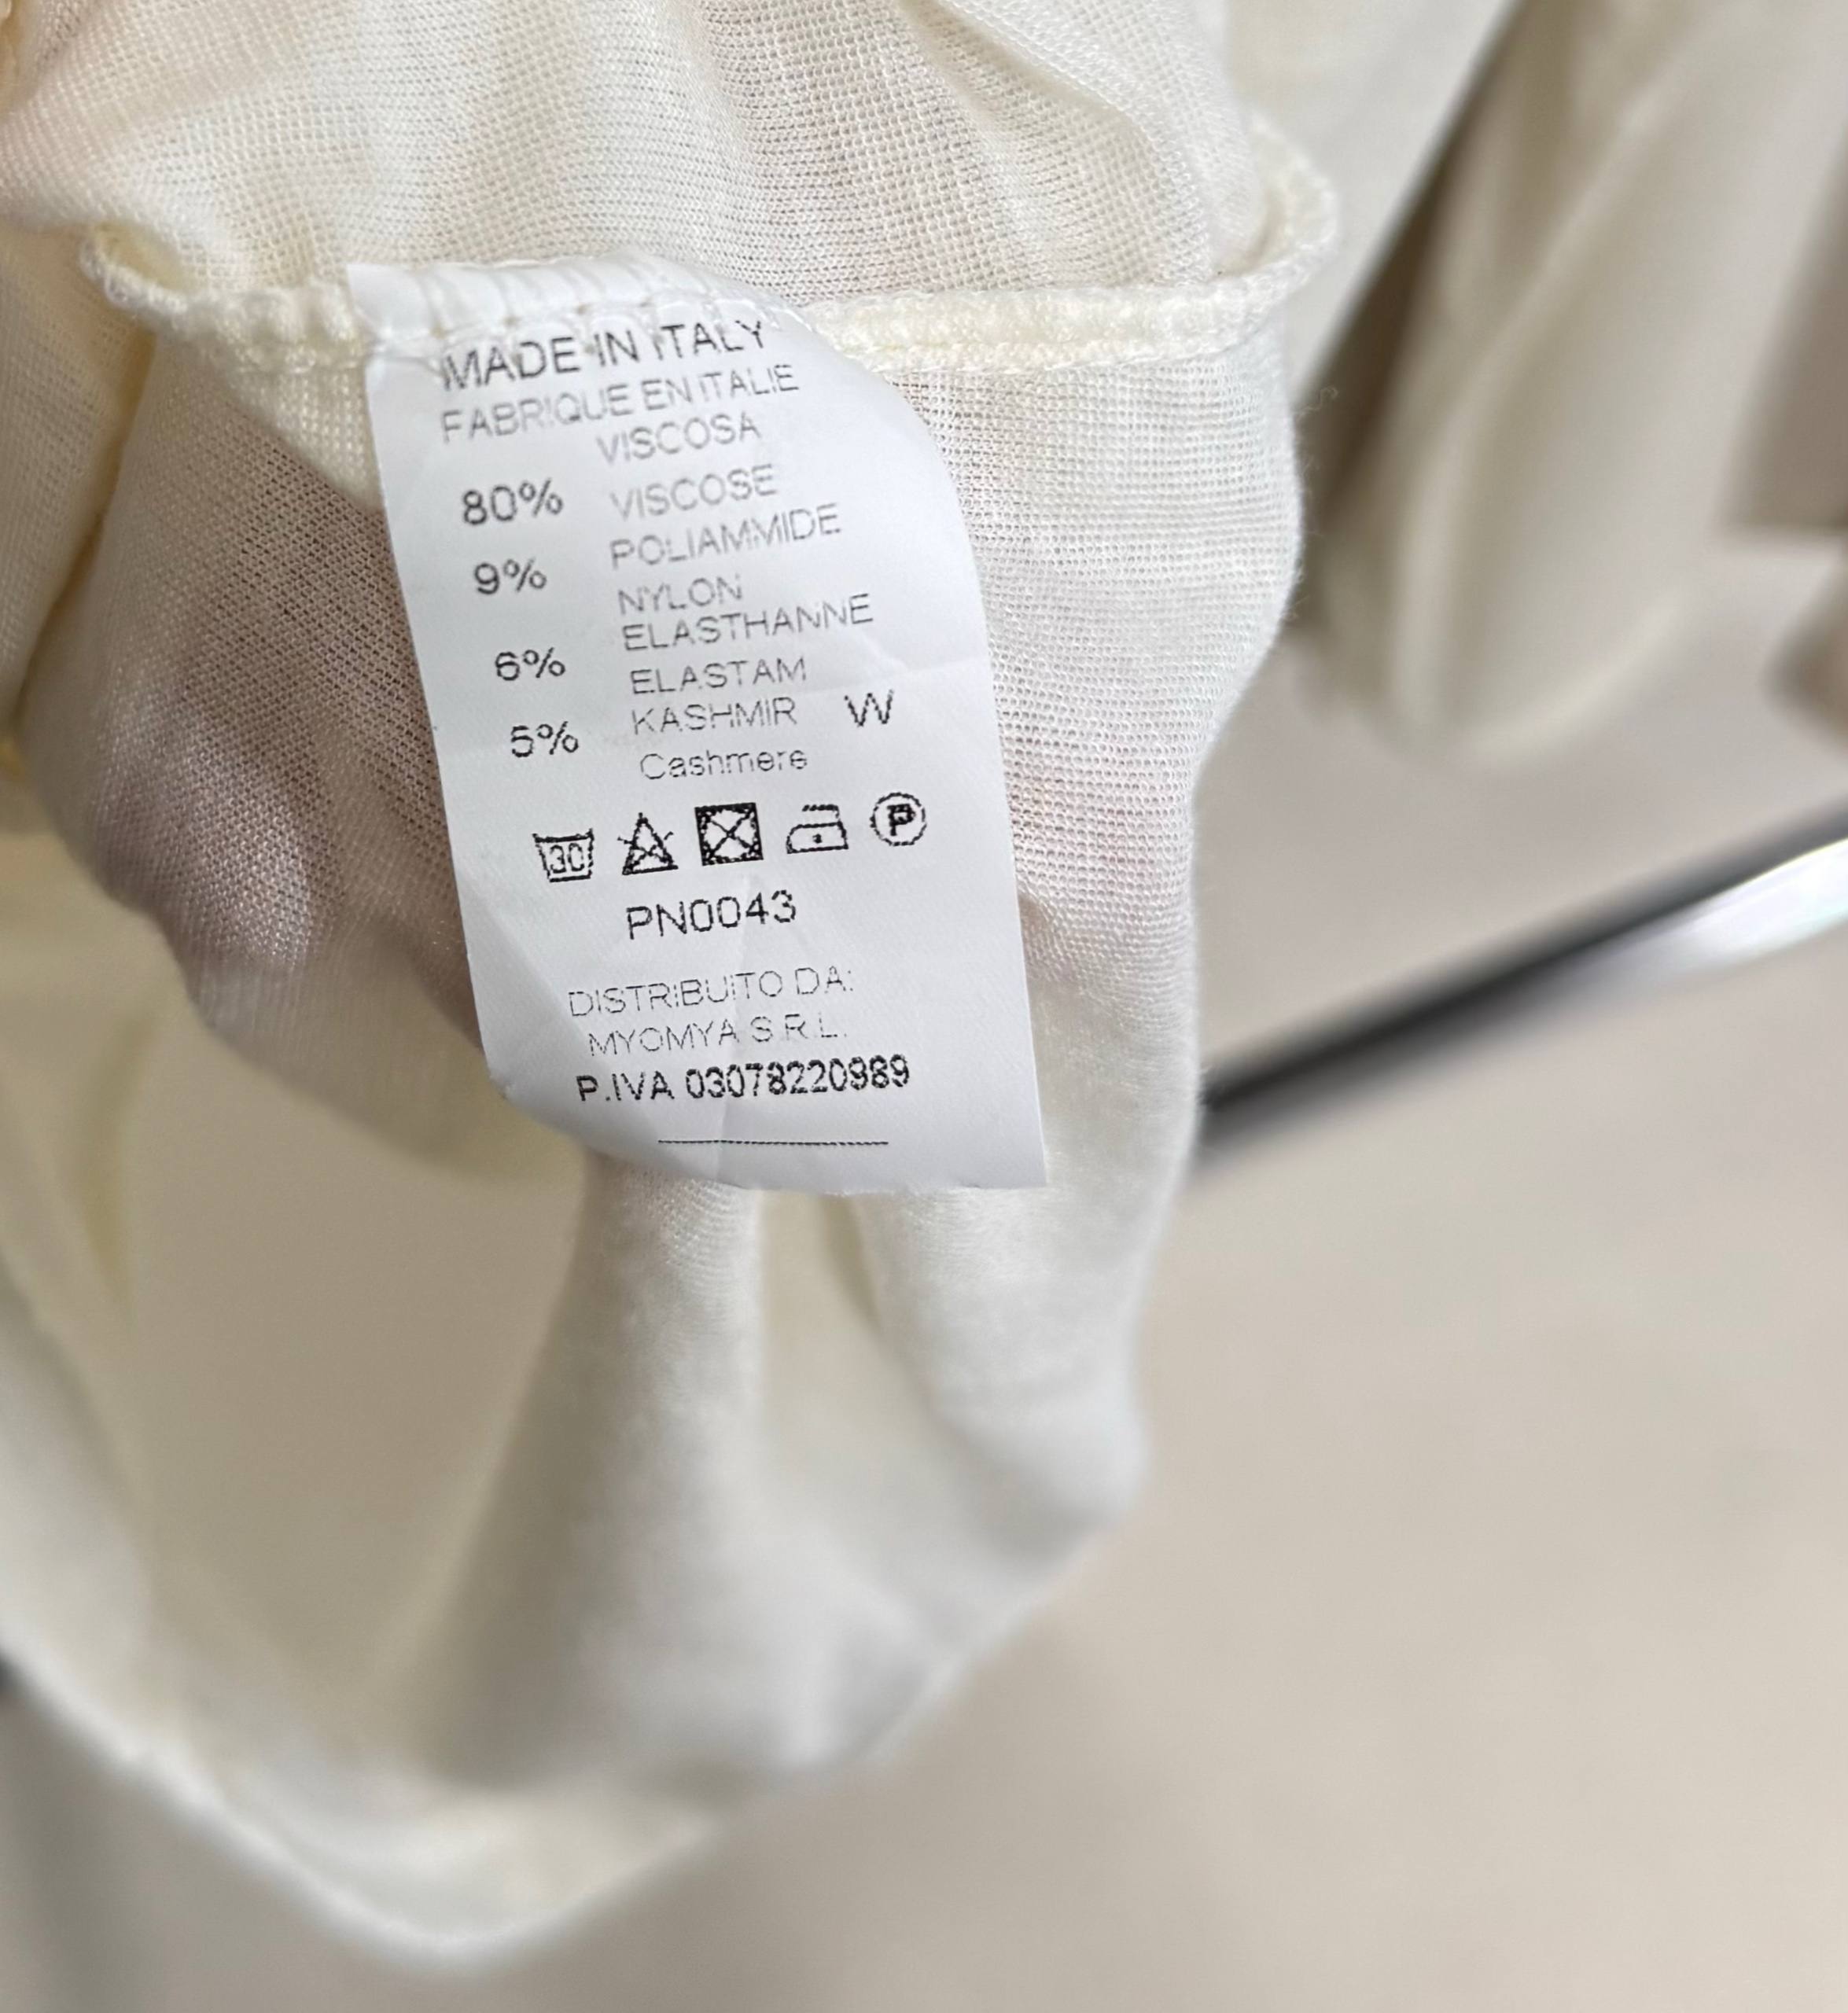 MADE IN ITALY
FABRIQUE EN ITALIE
VISCOSA
80% VISCOSE
POLIAMMIDE
9%
NYLON
ELASTHANNE
6% ELASTAM
5% KASHMIR W
Cashmere
30 P
PN0043
DISTRIBUITO DA:
MYOMYA S.R.L.
P.IVA 03078220989